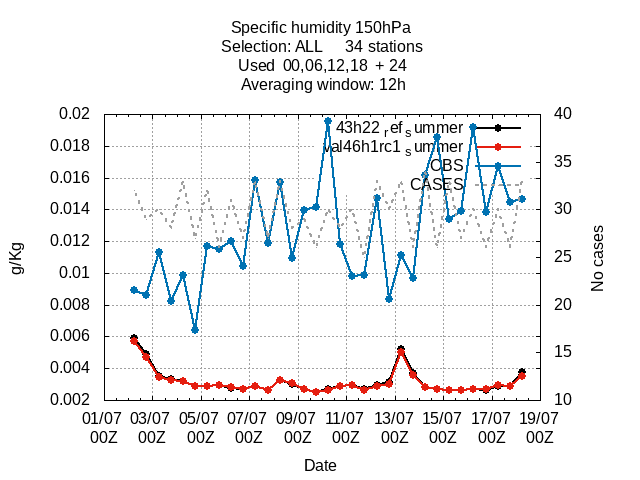 Specific humidity 150hPa
Selection: ALL 34 stations
Used 00,06,12,18 + 24
Averaging window: 12h
0.02
0.018
0.016
0.014
0.012
0.01
0.008
0.006
0.004
0.002
g/Kg
40
35
30
25
20
15
10
No cases
43h22 ref summer
val46h1rc1 summer
OBS
CASES
01/07 03/07 05/07 07/07 09/07 11/07 13/07 15/07 17/07 19/07
00Z 00Z 00Z 00Z 00Z 00Z 00Z 00Z 00Z 00Z
Date